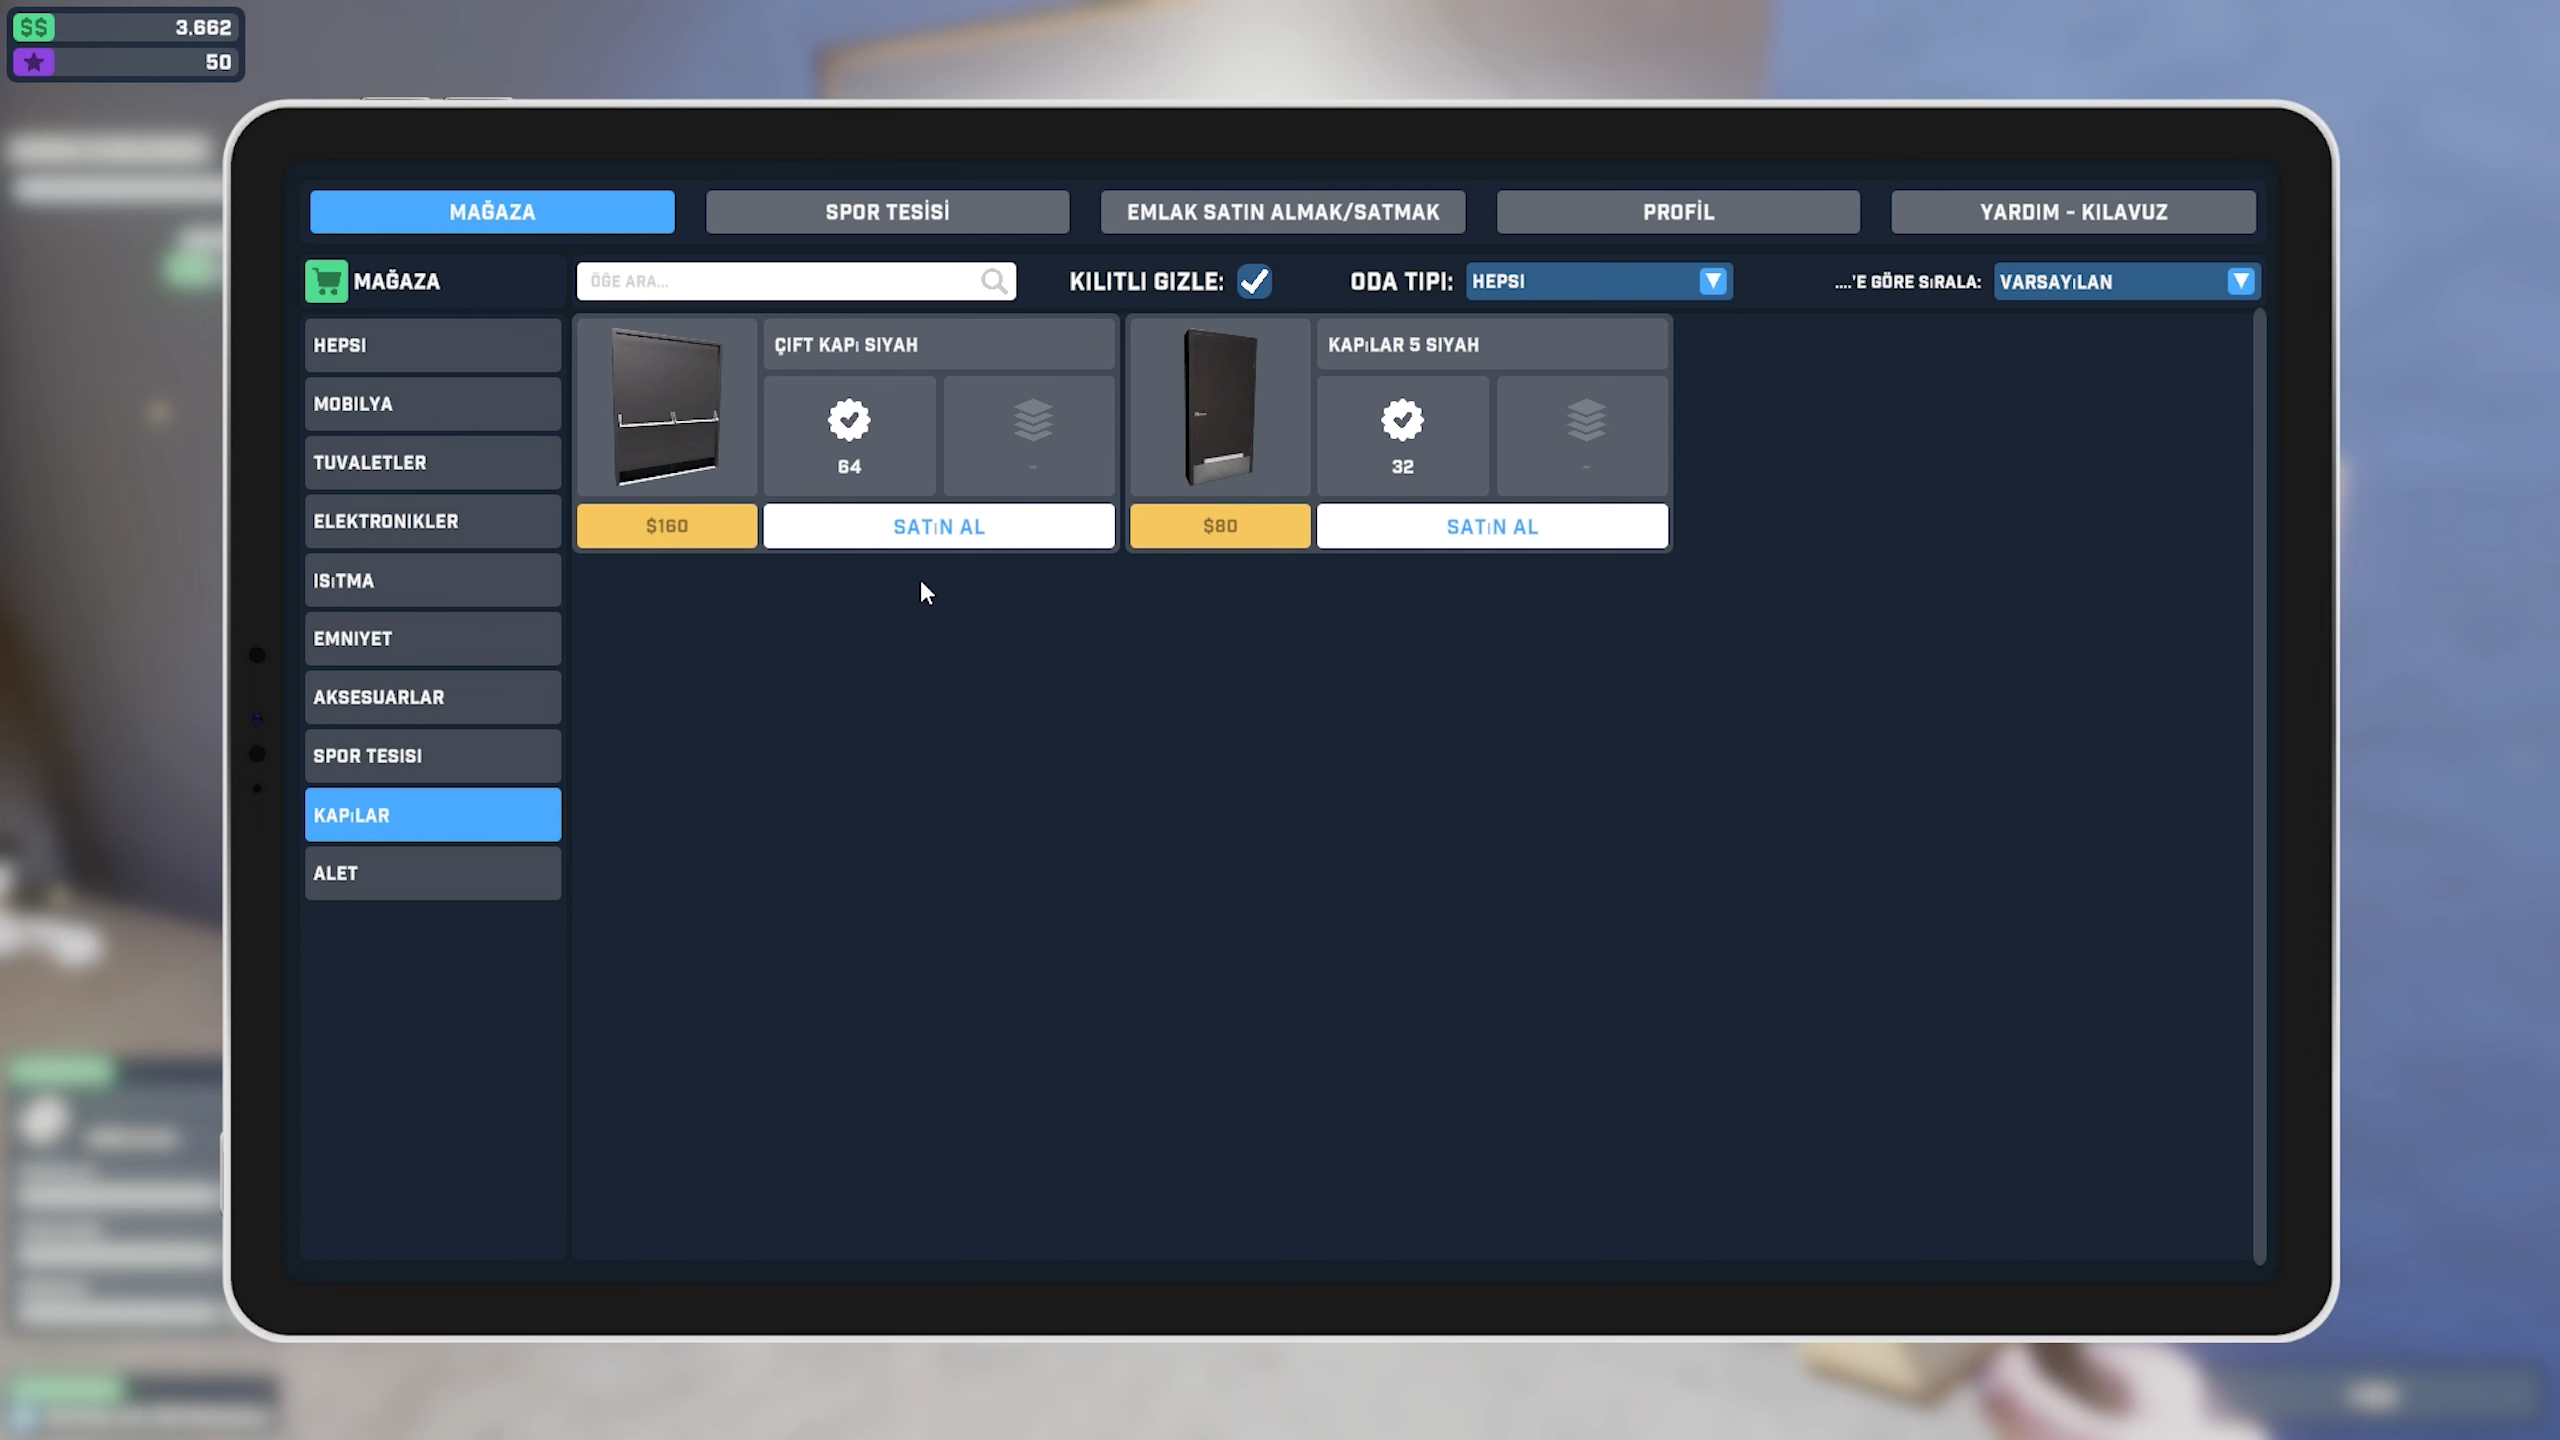 $$ 3.662
50
MAĞAZA
SPOR TESİSİ
EMLAK SATIN ALMAK/SATMAK
PROFİL
YARDIM - KILAVUZ
MAĞAZA
ÖĞE ARA...
KILITLI GIZLE:
ODA TIPI:
HEPSI
....'E GÖRE SıRALA:
VARSAYıLAN
HEPSI
MOBILYA
TUVALETLER
ELEKTRONIKLER
ISıTMA
EMNIYET
AKSESUARLAR
SPOR TESISI
KAPıLAR
ALET
ÇIFT KAPı SIYAH
64
-
$160
SATıN AL
KAPıLAR 5 SIYAH
32
-
$80
SATıN AL